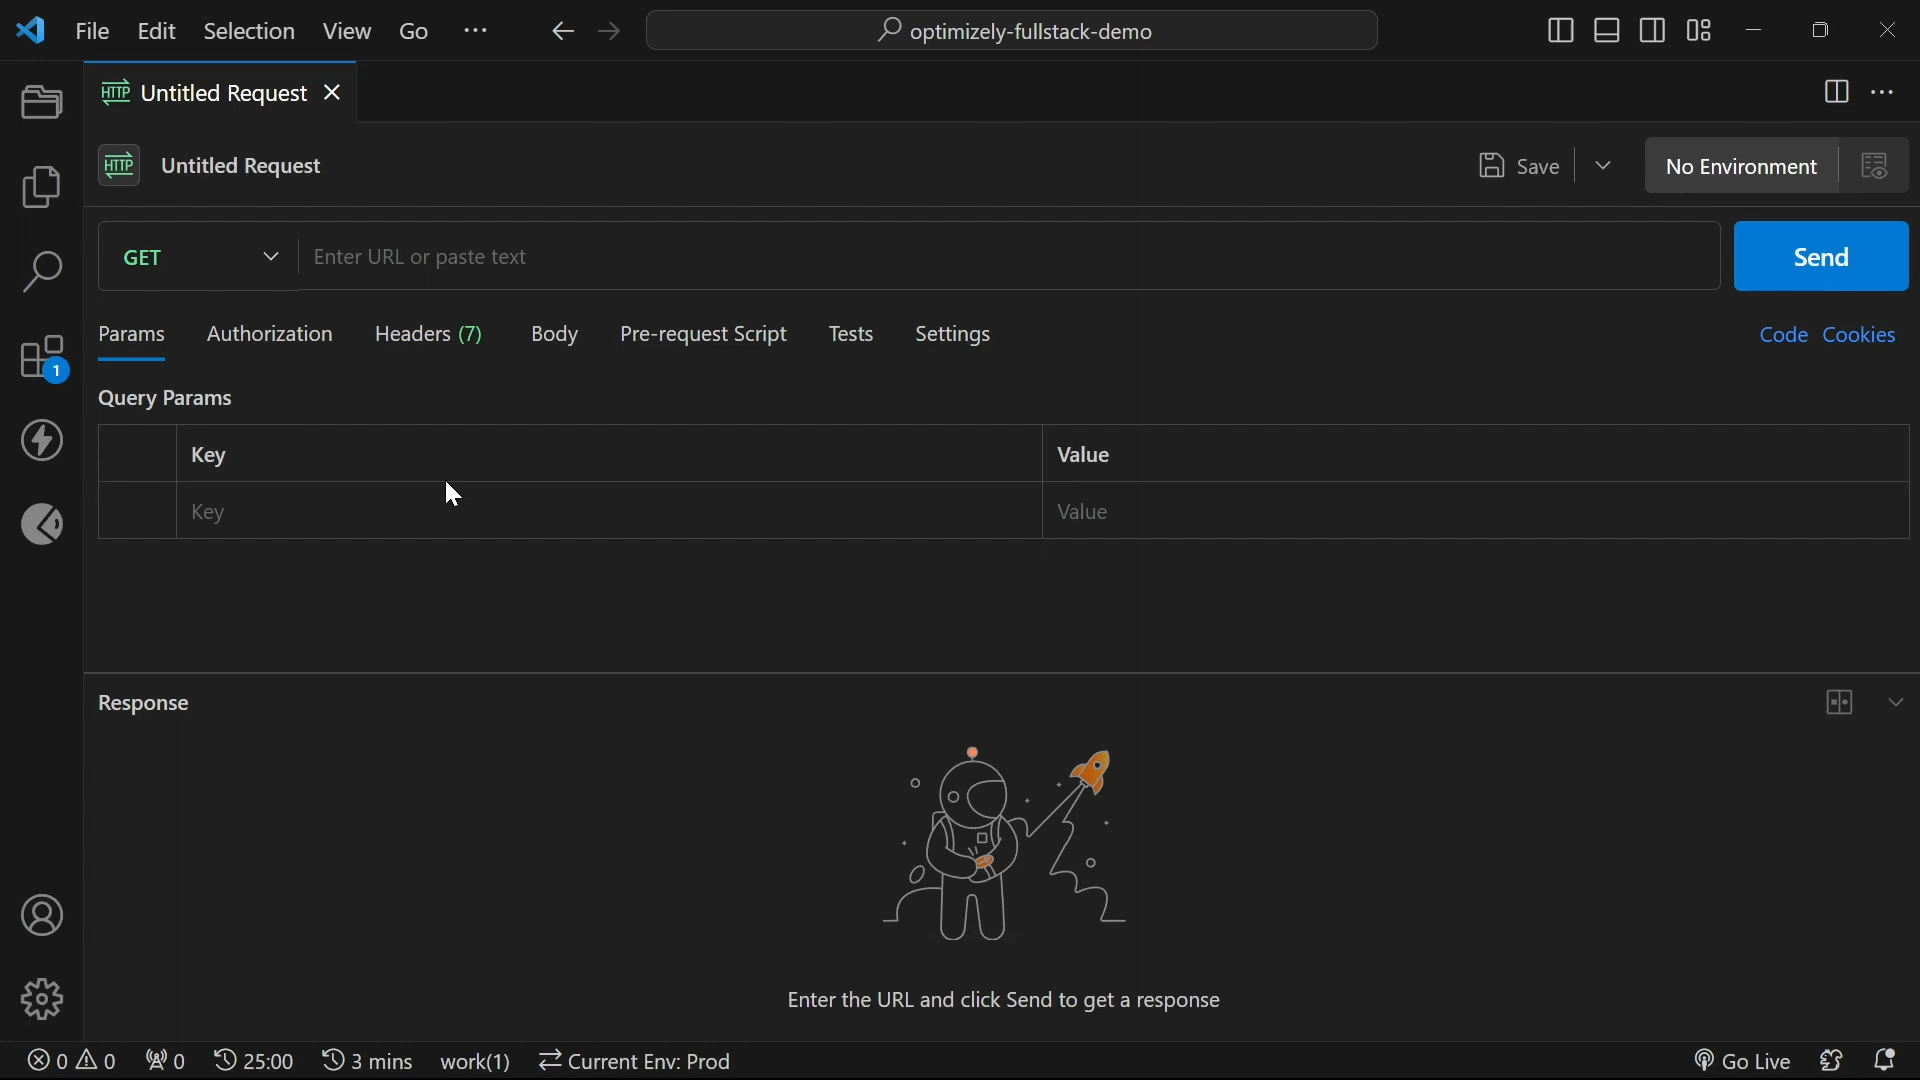 File Edit Selection View Go ··· optimizely-fullstack-demo
HTTP Untitled Request
HTTP Untitled Request Save No Environment
GET Enter URL or paste text Send
Params Authorization Headers (7) Body Pre-request Script Tests Settings Code Cookies
1
Query Params
Key Value
Key Value
Response
Enter the URL and click Send to get a response
0 0 0 25:00 3 mins work(1) Current Env: Prod Go Live